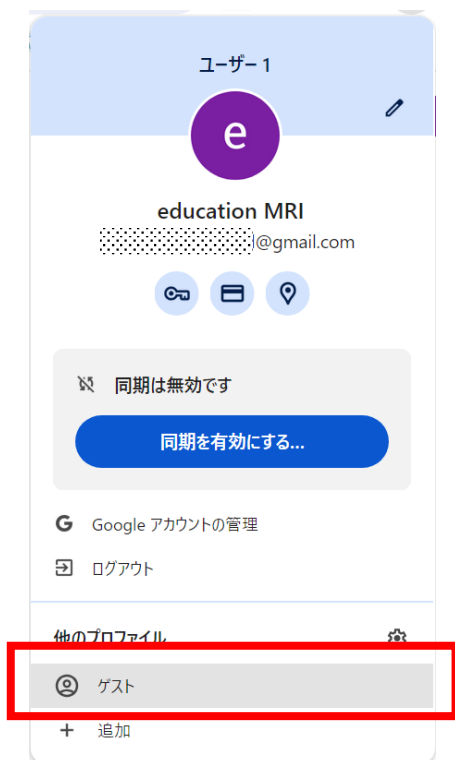 ユーザー 1
e
education MRI
@gmail.com
同期は無効です
同期を有効にする...
G Google アカウントの管理
ログアウト
他のプロファイル
ゲスト
+ 追加